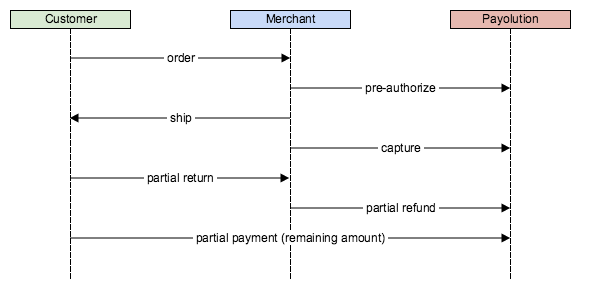 Customer
Merchant
Payolution
order
pre-authorize
ship
capture
partial return
partial refund
partial payment (remaining amount)